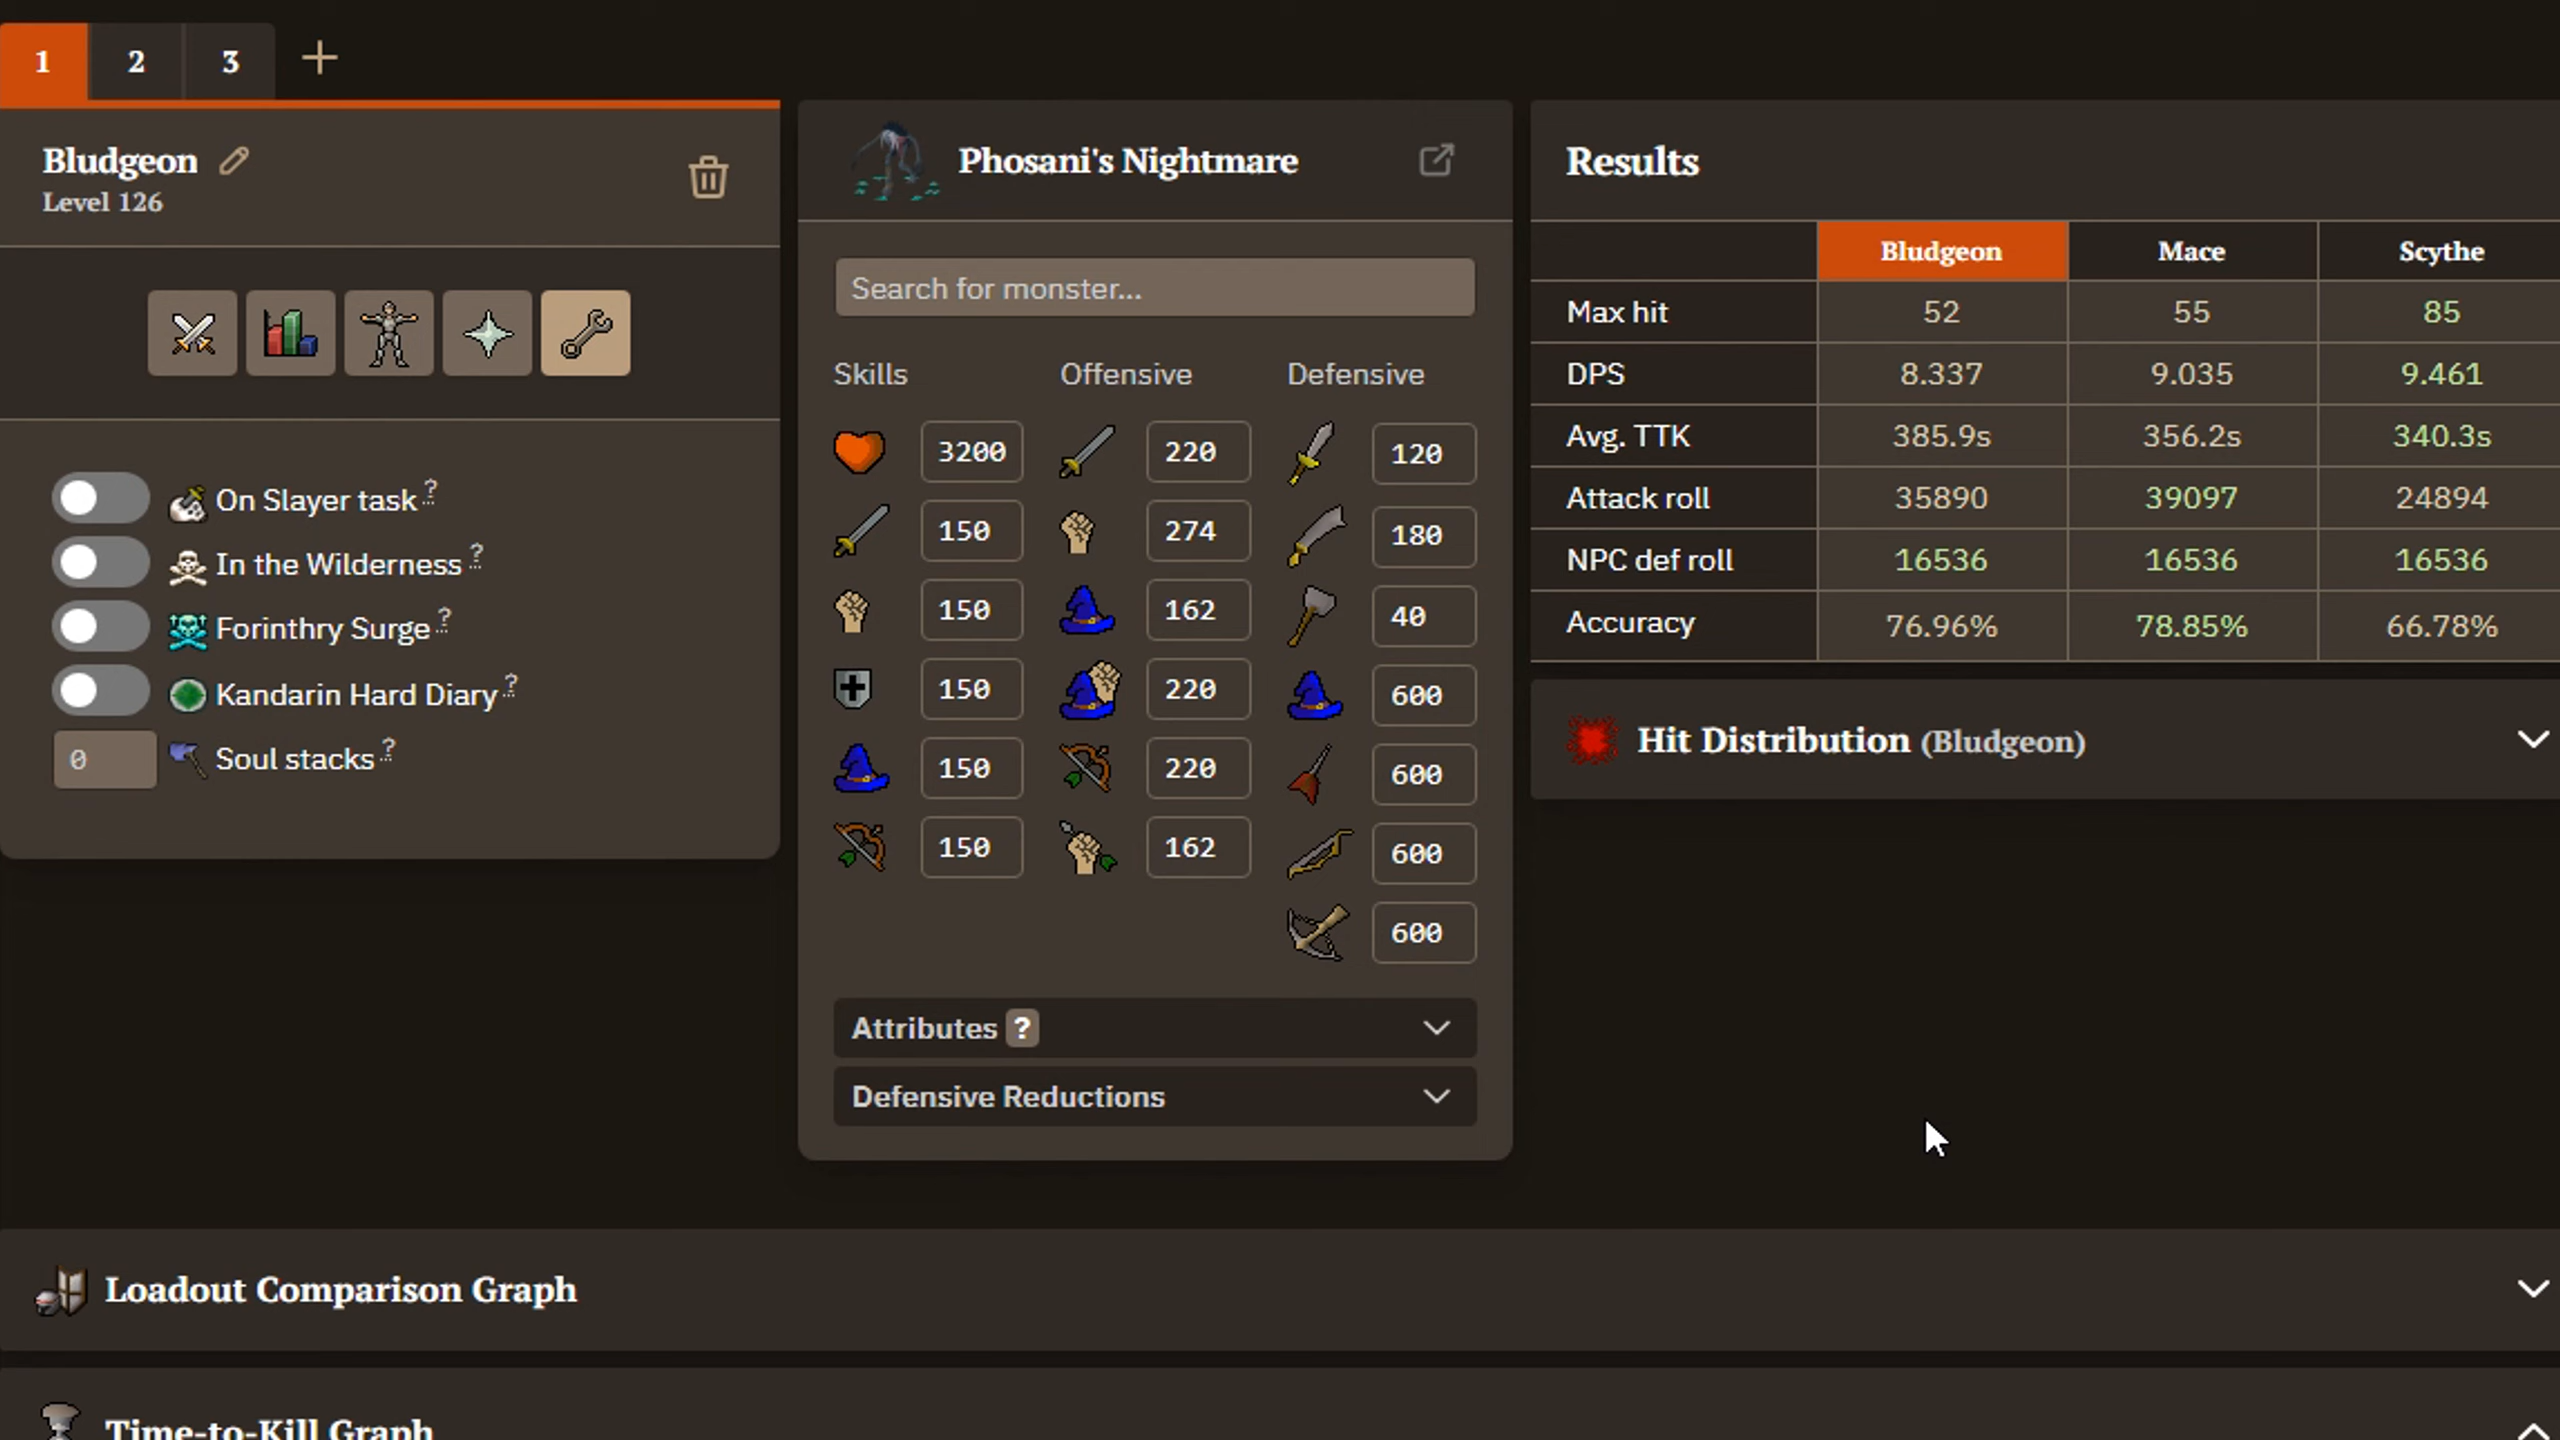 1 2 3 +
Bludgeon
Level 126
On Slayer task ?
In the Wilderness ?
Forinthry Surge ?
Kandarin Hard Diary ?
0 Soul stacks ?
Phosani's Nightmare
Search for monster...
Skills Offensive Defensive
3200 220 120
150 274 180
150 162 40
150 220 600
150 220 600
150 162 600
600
Attributes ?
Defensive Reductions
Results
Bludgeon Mace Scythe
Max hit 52 55 85
DPS 8.337 9.035 9.461
Avg. TTK 385.9s 356.2s 340.3s
Attack roll 35890 39097 24894
NPC def roll 16536 16536 16536
Accuracy 76.96% 78.85% 66.78%
Hit Distribution (Bludgeon)
Loadout Comparison Graph
Time-to-Kill Graph